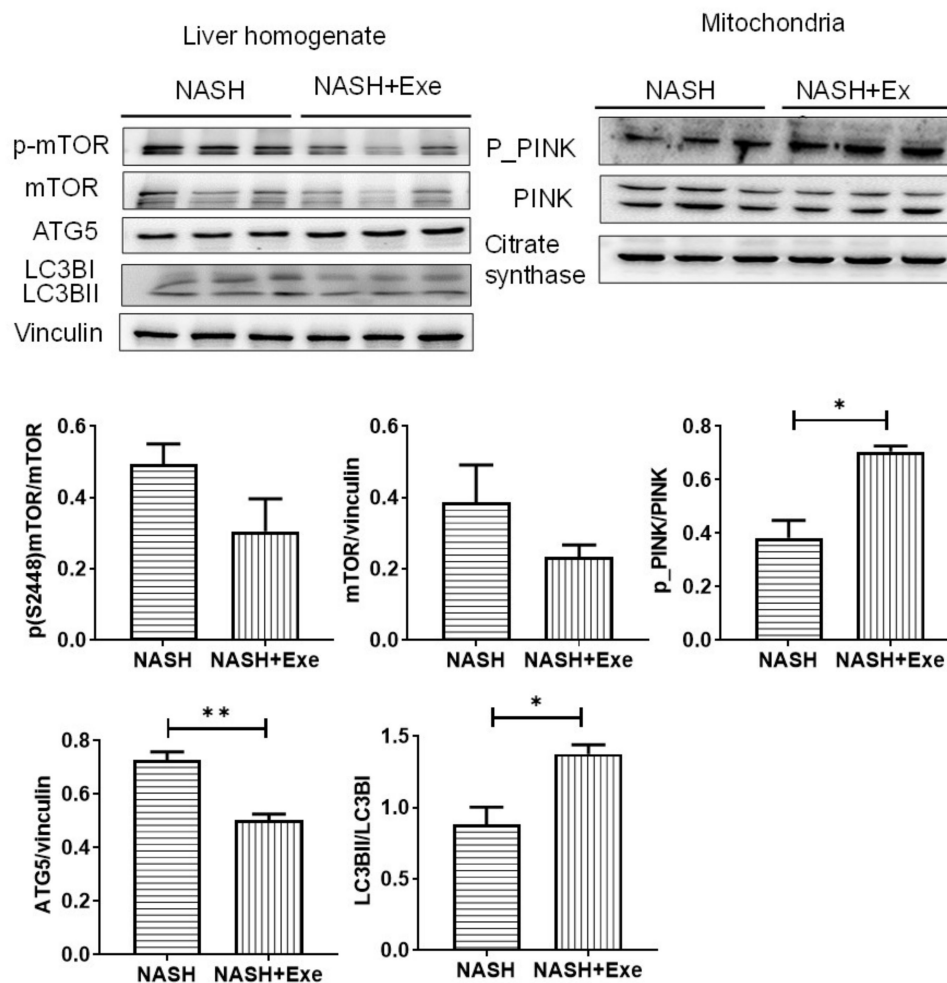 Liver homogenate
Mitochondria
NASH
NASH+Exe
NASH
NASH+Ex
p-mTOR
mTOR
ATG5
LC3BI
LC3BII
Vinculin
P_PINK
PINK
Citrate
synthase
p(S2448)mTOR/mTOR
0.6
0.4
0.2
0.0
NASH
NASH+Exe
mTOR/vinculin
0.6
0.4
0.2
0.0
NASH
NASH+Exe
p_PINK/PINK
0.8
0.6
0.4
0.2
0.0
*
NASH
NASH+Exe
ATG5/vinculin
0.8
0.6
0.4
0.2
0.0
**
NASH
NASH+Exe
LC3BII/LC3BI
1.5
1.0
0.5
0.0
*
NASH
NASH+Exe